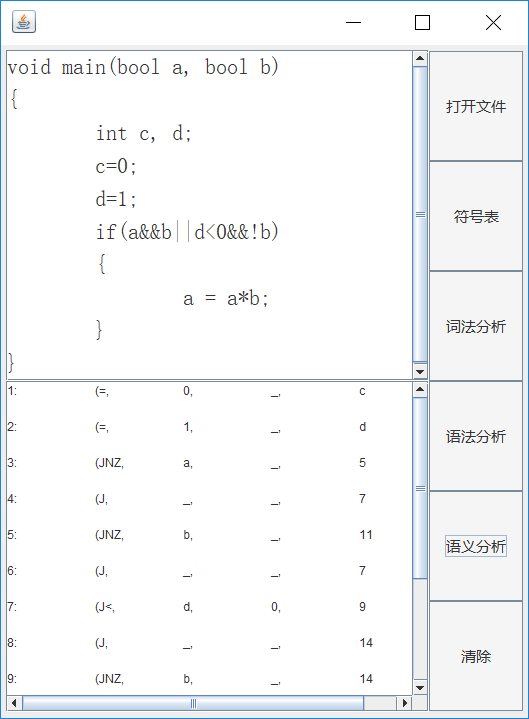 void main(bool a, bool b)
{
int c, d;
c=0;
d=1;
if(a&&b||d<0&&!b)
{
a = a*b;
}
}
1: (=, 0, _, c
2: (=, 1, _, d
3: (JNZ, a, _, 5
4: (J, _, _, 7
5: (JNZ, b, _, 11
6: (J, _, _, 7
7: (J<, d, 0, 9
8: (J, _, _, 14
9: (JNZ, b, _, 14
打开文件
符号表
词法分析
语法分析
语义分析
清除